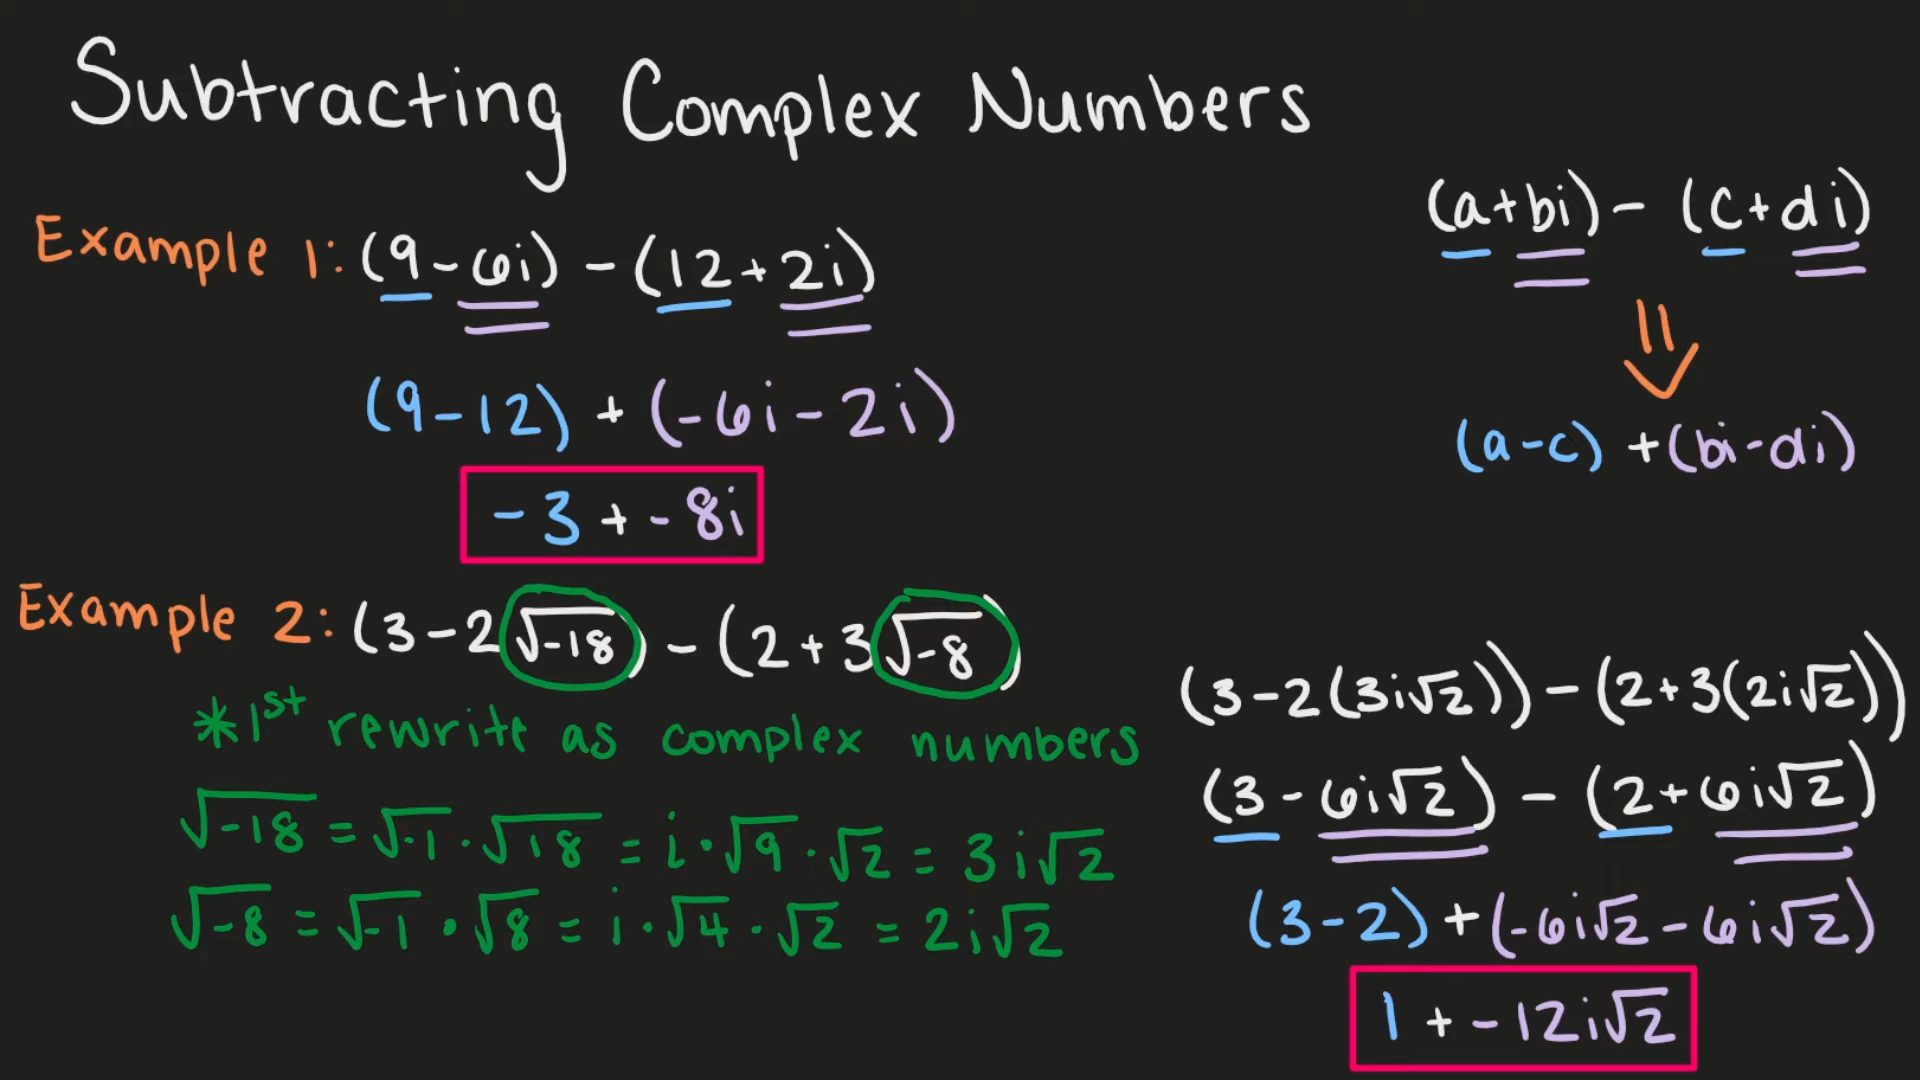 Subtracting Complex Numbers
(a+bi) - (c+di)
Example 1: (9-6i) - (12+2i)
(9-12) + (-6i-2i)
(a-c) + (bi-di)
-3 + -8i
Example 2: (3-2√-18) - (2+3√-8)
*1st rewrite as complex numbers
√-18 = √-1 · √18 = i · √9 · √2 = 3i√2
√-8 = √-1 · √8 = i · √4 · √2 = 2i√2
(3-2(3i√2)) - (2+3(2i√2))
(3-6i√2) - (2+6i√2)
(3-2) + (-6i√2-6i√2)
1 + -12i√2